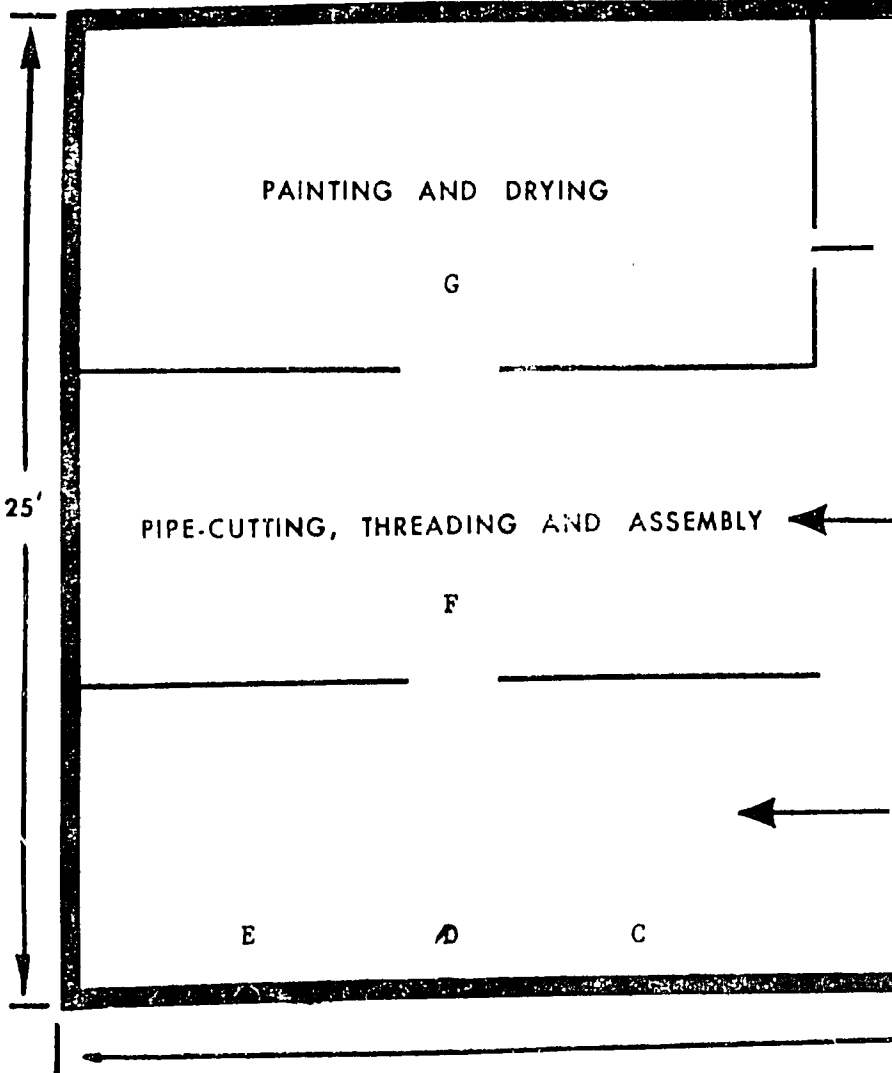 PAINTING AND DRYING
G
25'
PIPE-CUTTING, THREADING AND ASSEMBLY
F
E D C